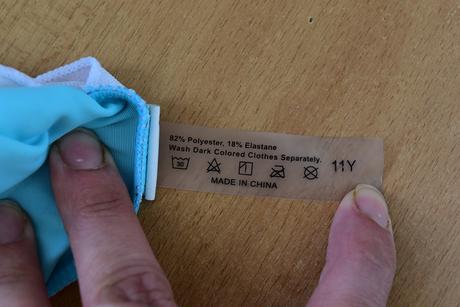 82% Polyester, 18% Elastane
Wash Dark Colored Clothes Separately.
30
11Y
MADE IN CHINA